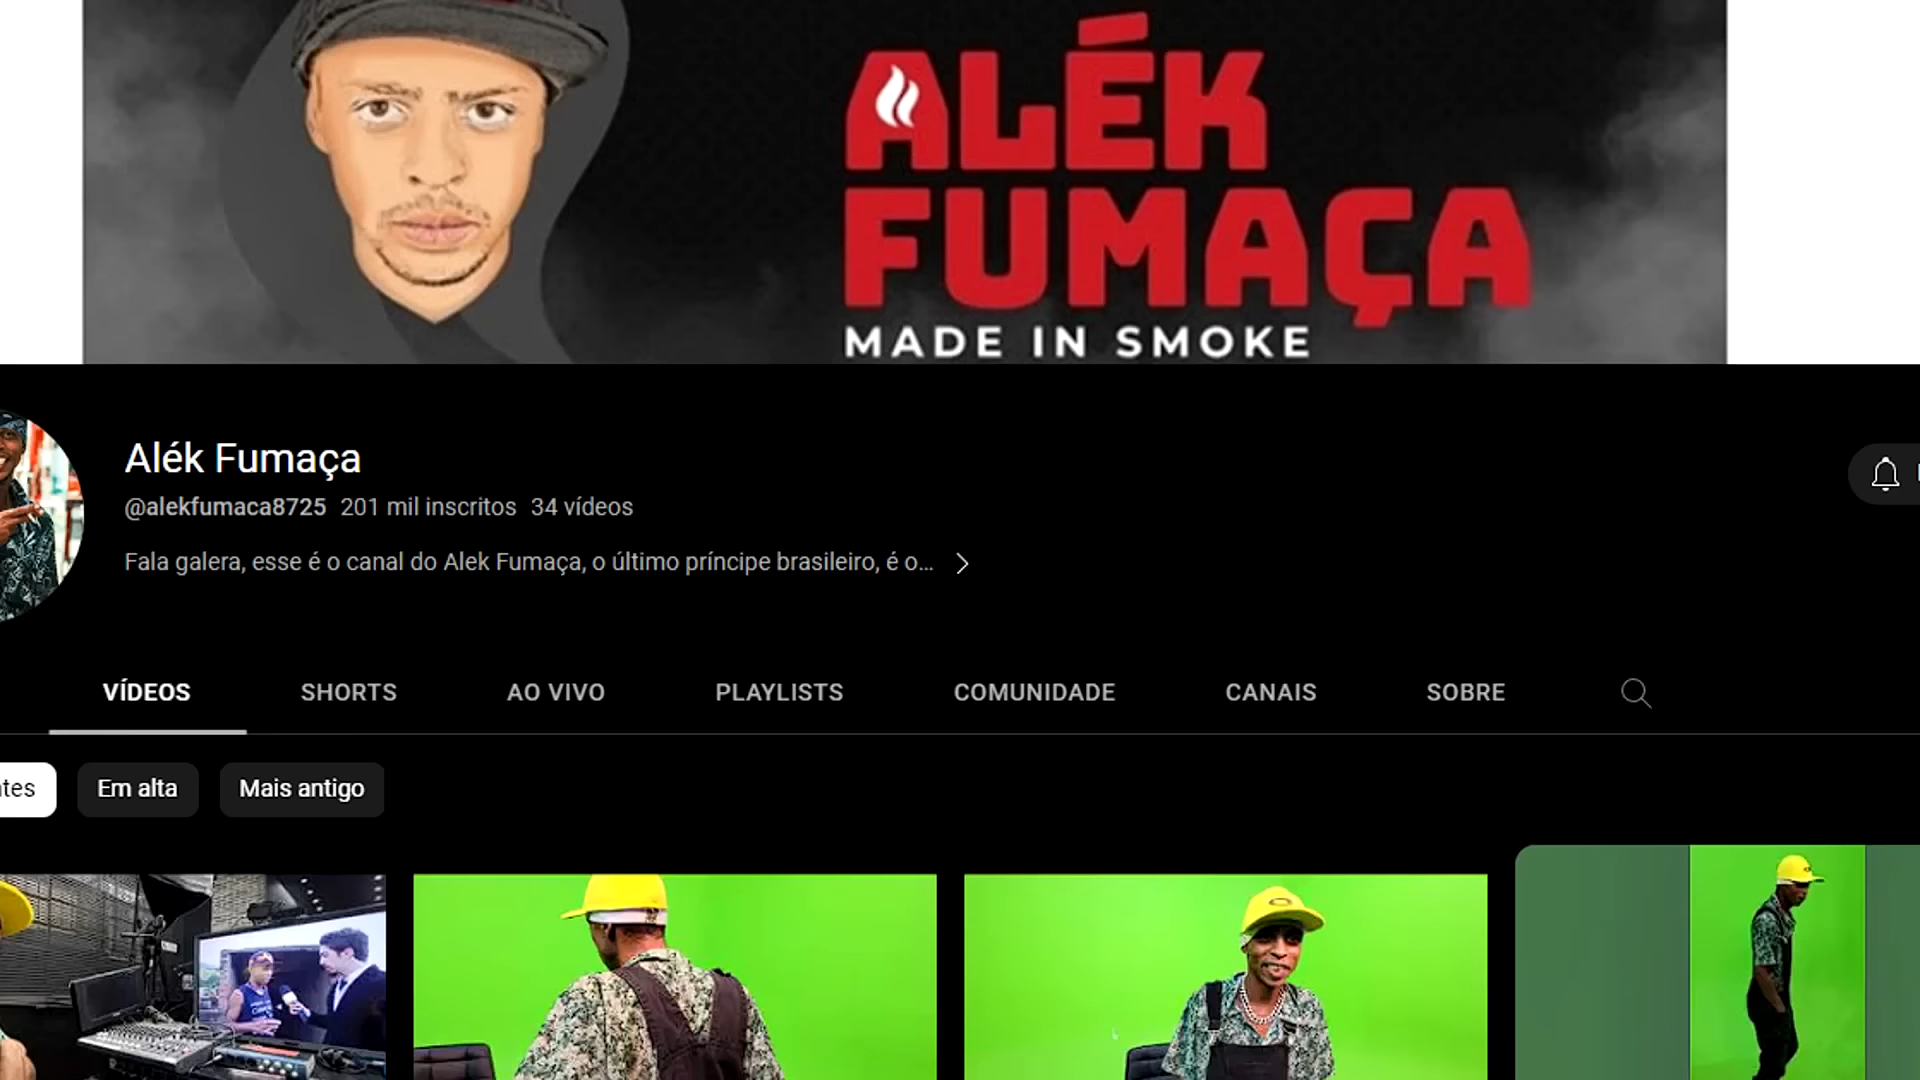 ALÉK
FUMAÇA
MADE IN SMOKE
Alék Fumaça
@alekfumaca8725 201 mil inscritos 34 vídeos
Fala galera, esse é o canal do Alek Fumaça, o último príncipe brasileiro, é o...
VÍDEOS SHORTS AO VIVO PLAYLISTS COMUNIDADE CANAIS SOBRE
ntes Em alta Mais antigo